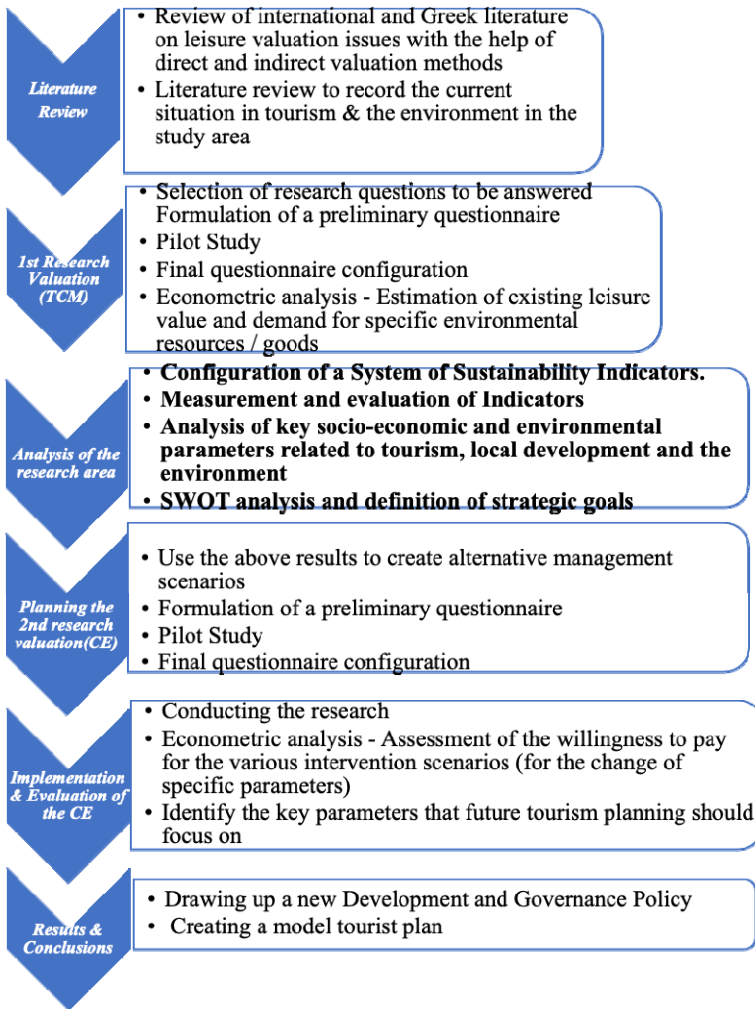 Literature
Review
• Review of international and Greek literature
on leisure valuation issues with the help of
direct and indirect valuation methods
• Literature review to record the current
situation in tourism & the environment in the
study area
1st Research
Valuation
(TCM)
• Selection of research questions to be answered
Formulation of a preliminary questionnaire
• Pilot Study
• Final questionnaire configuration
• Econometric analysis - Estimation of existing leisure
value and demand for specific environmental
resources / goods
Analysis of the
research area
• Configuration of a System of Sustainability Indicators.
• Measurement and evaluation of Indicators
• Analysis of key socio-economic and environmental
parameters related to tourism, local development and the
environment
• SWOT analysis and definition of strategic goals
Planning the
2nd research
valuation(CE)
• Use the above results to create alternative management
scenarios
• Formulation of a preliminary questionnaire
• Pilot Study
• Final questionnaire configuration
Implementation
& Evaluation of
the CE
• Conducting the research
• Econometric analysis - Assessment of the willingness to pay
for the various intervention scenarios (for the change of
specific parameters)
• Identify the key parameters that future tourism planning should
focus on
Results &
Conclusions
• Drawing up a new Development and Governance Policy
• Creating a model tourist plan